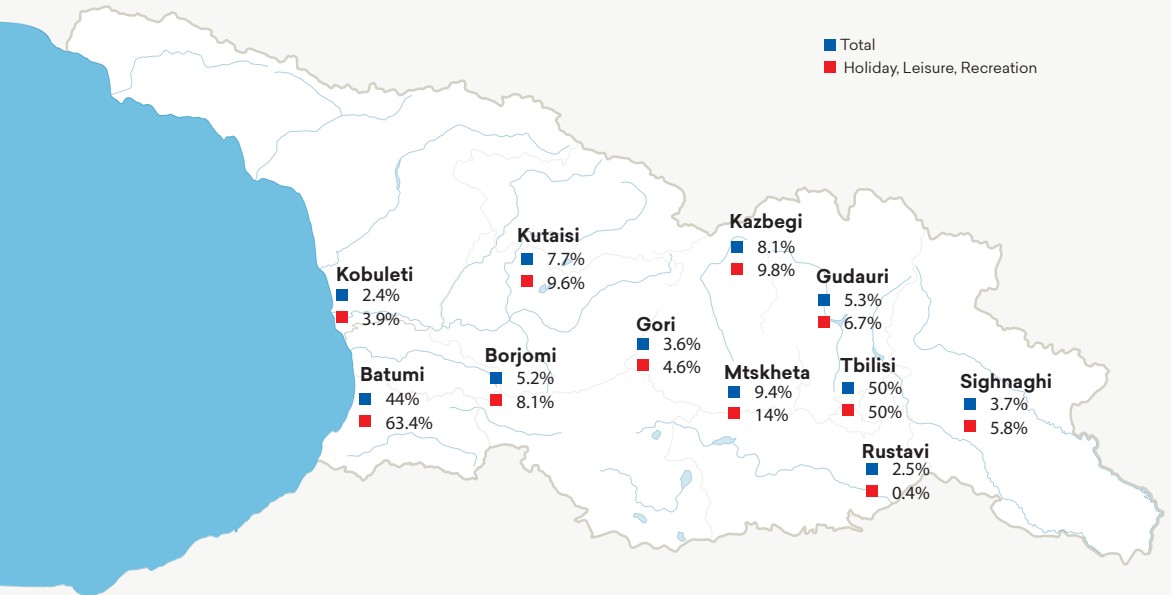 Total
Holiday, Leisure, Recreation
Kazbegi
8.1%
9.8%
Kutaisi
7.7%
9.6%
Kobuleti
2.4%
3.9%
Gudauri
5.3%
6.7%
Gori
3.6%
4.6%
Borjomi
5.2%
8.1%
Batumi
44%
63.4%
Mtskheta
9.4%
14%
Tbilisi
50%
50%
Sighnaghi
3.7%
5.8%
Rustavi
2.5%
0.4%